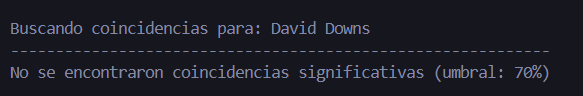 Buscando coincidencias para: David Downs
------------------------------------------------------------
No se encontraron coincidencias significativas (umbral: 70%)